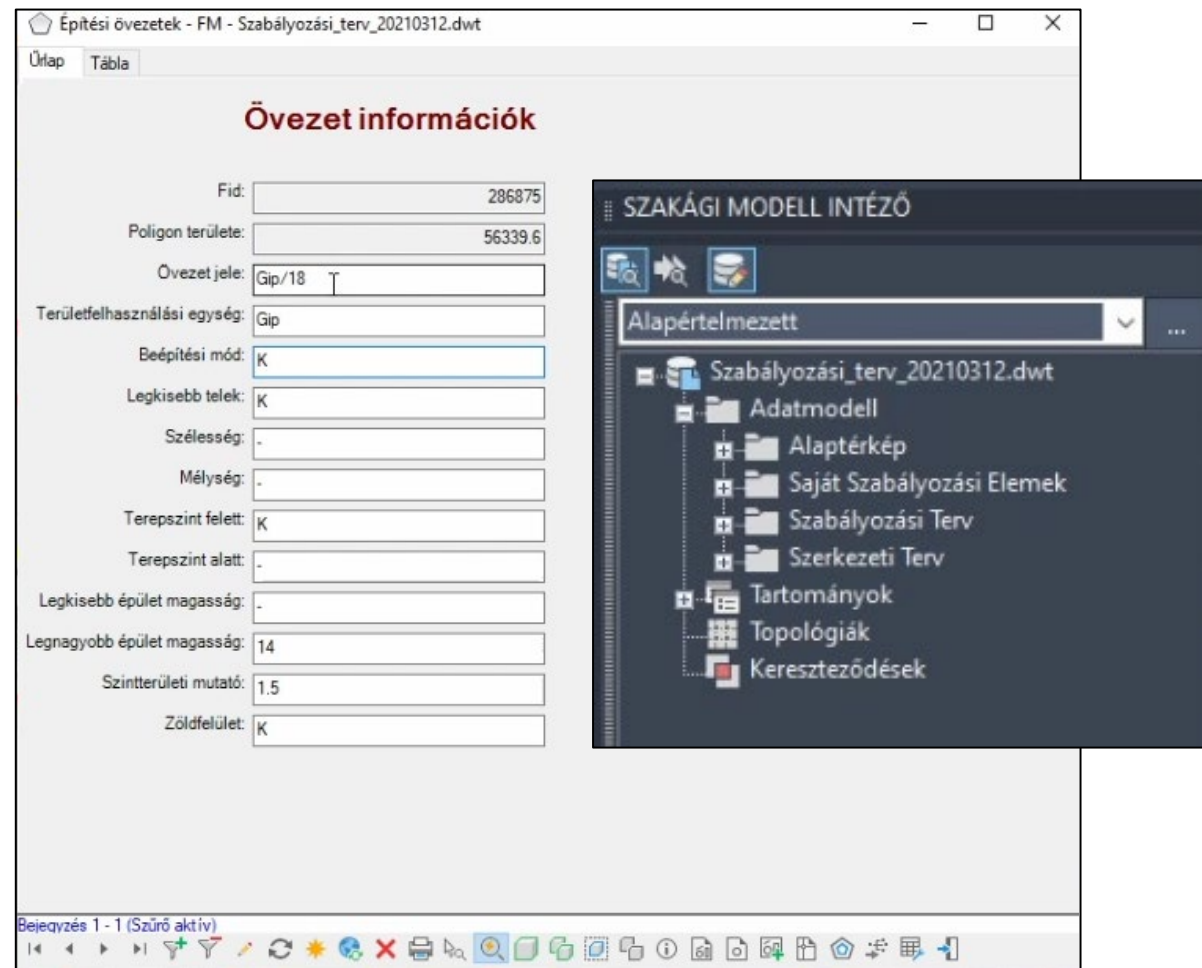 Építési övezetek - FM - Szabályozási_terv_20210312.dwt
Űrlap Tábla
Övezet információk
Fid: 286875
Poligon területe: 56339.6
Övezet jele: Gip/18
Területfelhasználási egység: Gip
Beépítési mód: K
Legkisebb telek: K
Szélesség: -
Mélység: -
Terepszint felett: K
Terepszint alatt: -
Legkisebb épület magasság: -
Legnagyobb épület magasság: 14
Szintterületi mutató: 1.5
Zöldfelület: K
Bejegyzés 1 - 1 (Szűrő aktív)
SZAKÁGI MODELL INTÉZŐ
Alapértelmezett ...
Szabályozási_terv_20210312.dwt
Adatmodell
Alaptérkép
Saját Szabályozási Elemek
Szabályozási Terv
Szerkezeti Terv
Tartományok
Topológiák
Kereszteződések